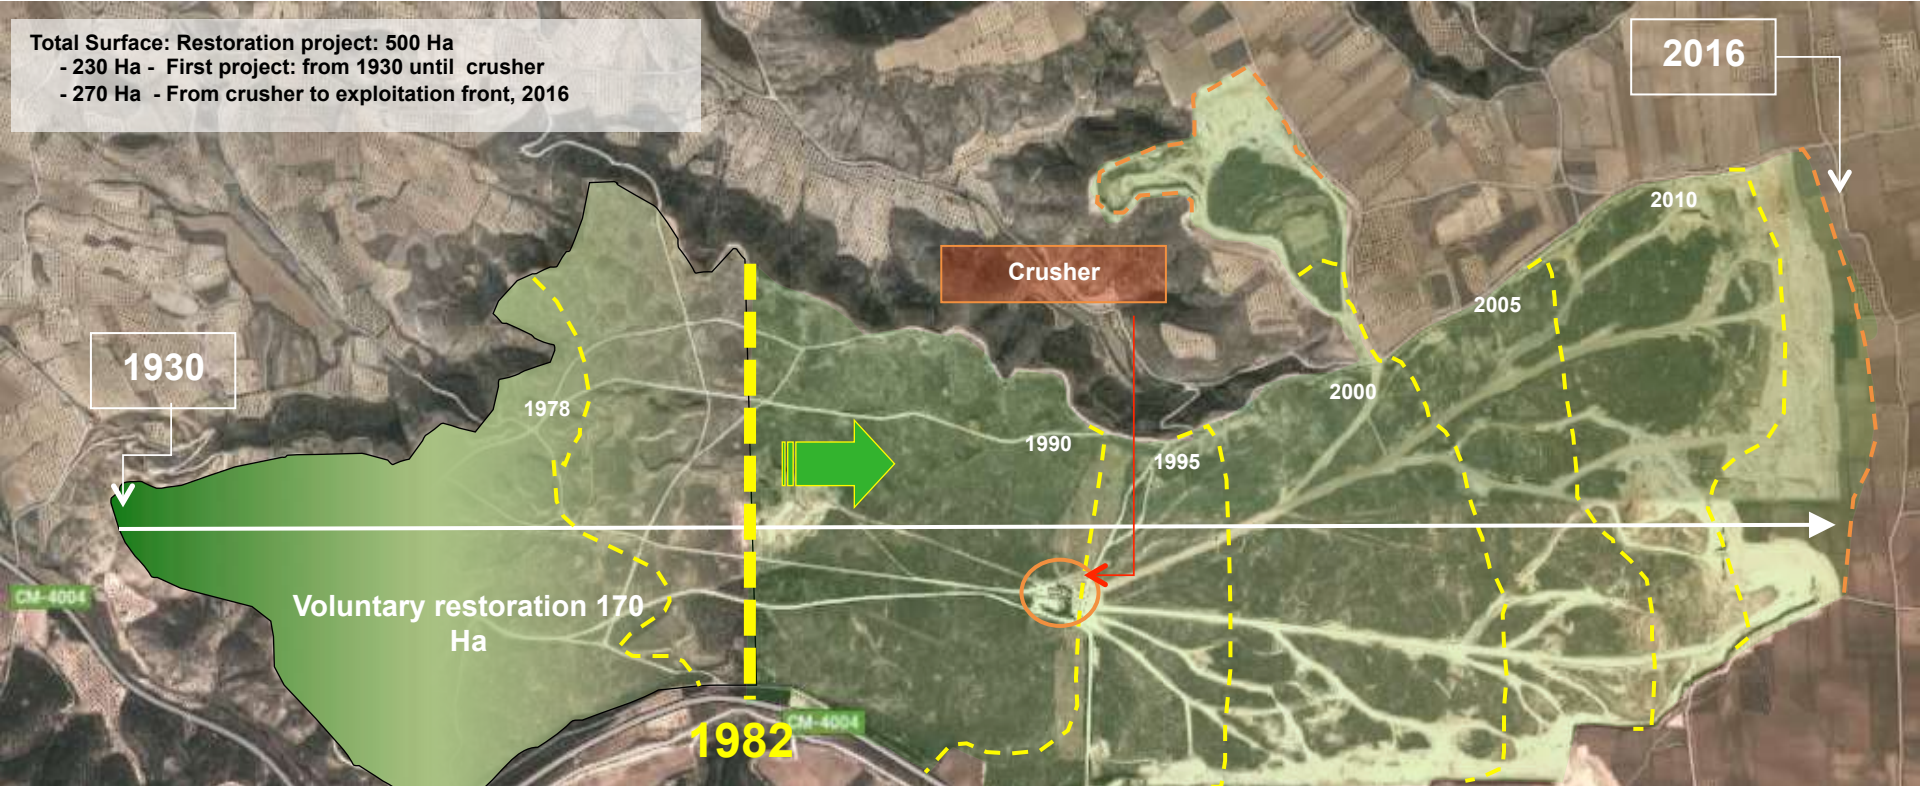 Total Surface: Restoration project: 500 Ha
- 230 Ha - First project: from 1930 until crusher
- 270 Ha - From crusher to exploitation front, 2016
2016
2010
Crusher
2005
1930
2000
1978
1990
1995
CM-4004
Voluntary restoration 170
Ha
CM-4004
1982